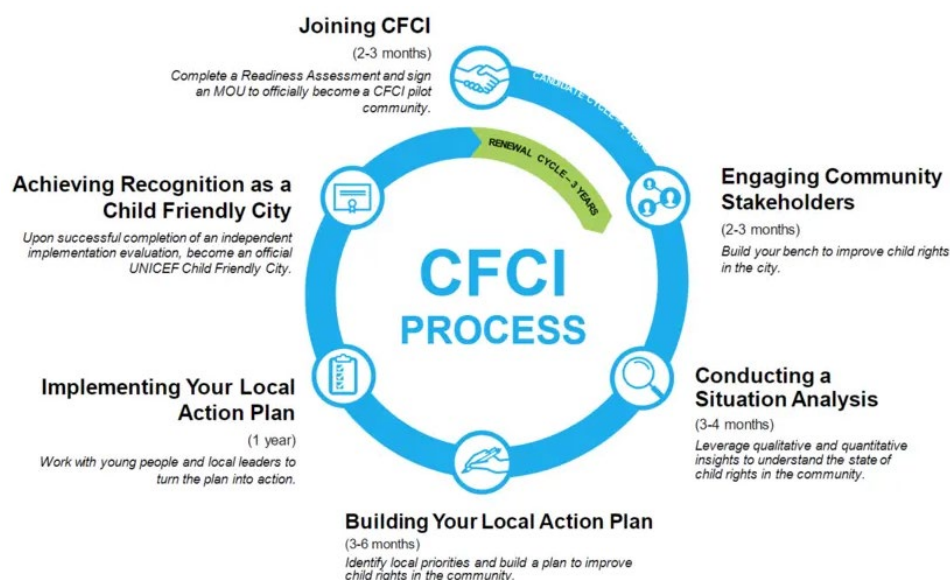 Joining CFCI
(2-3 months)
Complete a Readiness Assessment and sign
an MOU to officially become a CFCI pilot
community.
CANDIDATE CYCLE – 2 YEARS
RENEWAL CYCLE – 3 YEARS
Engaging Community
Stakeholders
(2-3 months)
Build your bench to improve child rights
in the city.
Conducting a
Situation Analysis
(3-4 months)
Leverage qualitative and quantitative
insights to understand the state of
child rights in the community.
Building Your Local Action Plan
(3-6 months)
Identify local priorities and build a plan to improve
child rights in the community.
Implementing Your Local
Action Plan
(1 year)
Work with young people and local leaders to
turn the plan into action.
Achieving Recognition as a
Child Friendly City
Upon successful completion of an independent
implementation evaluation, become an official
UNICEF Child Friendly City.
CFCI
PROCESS